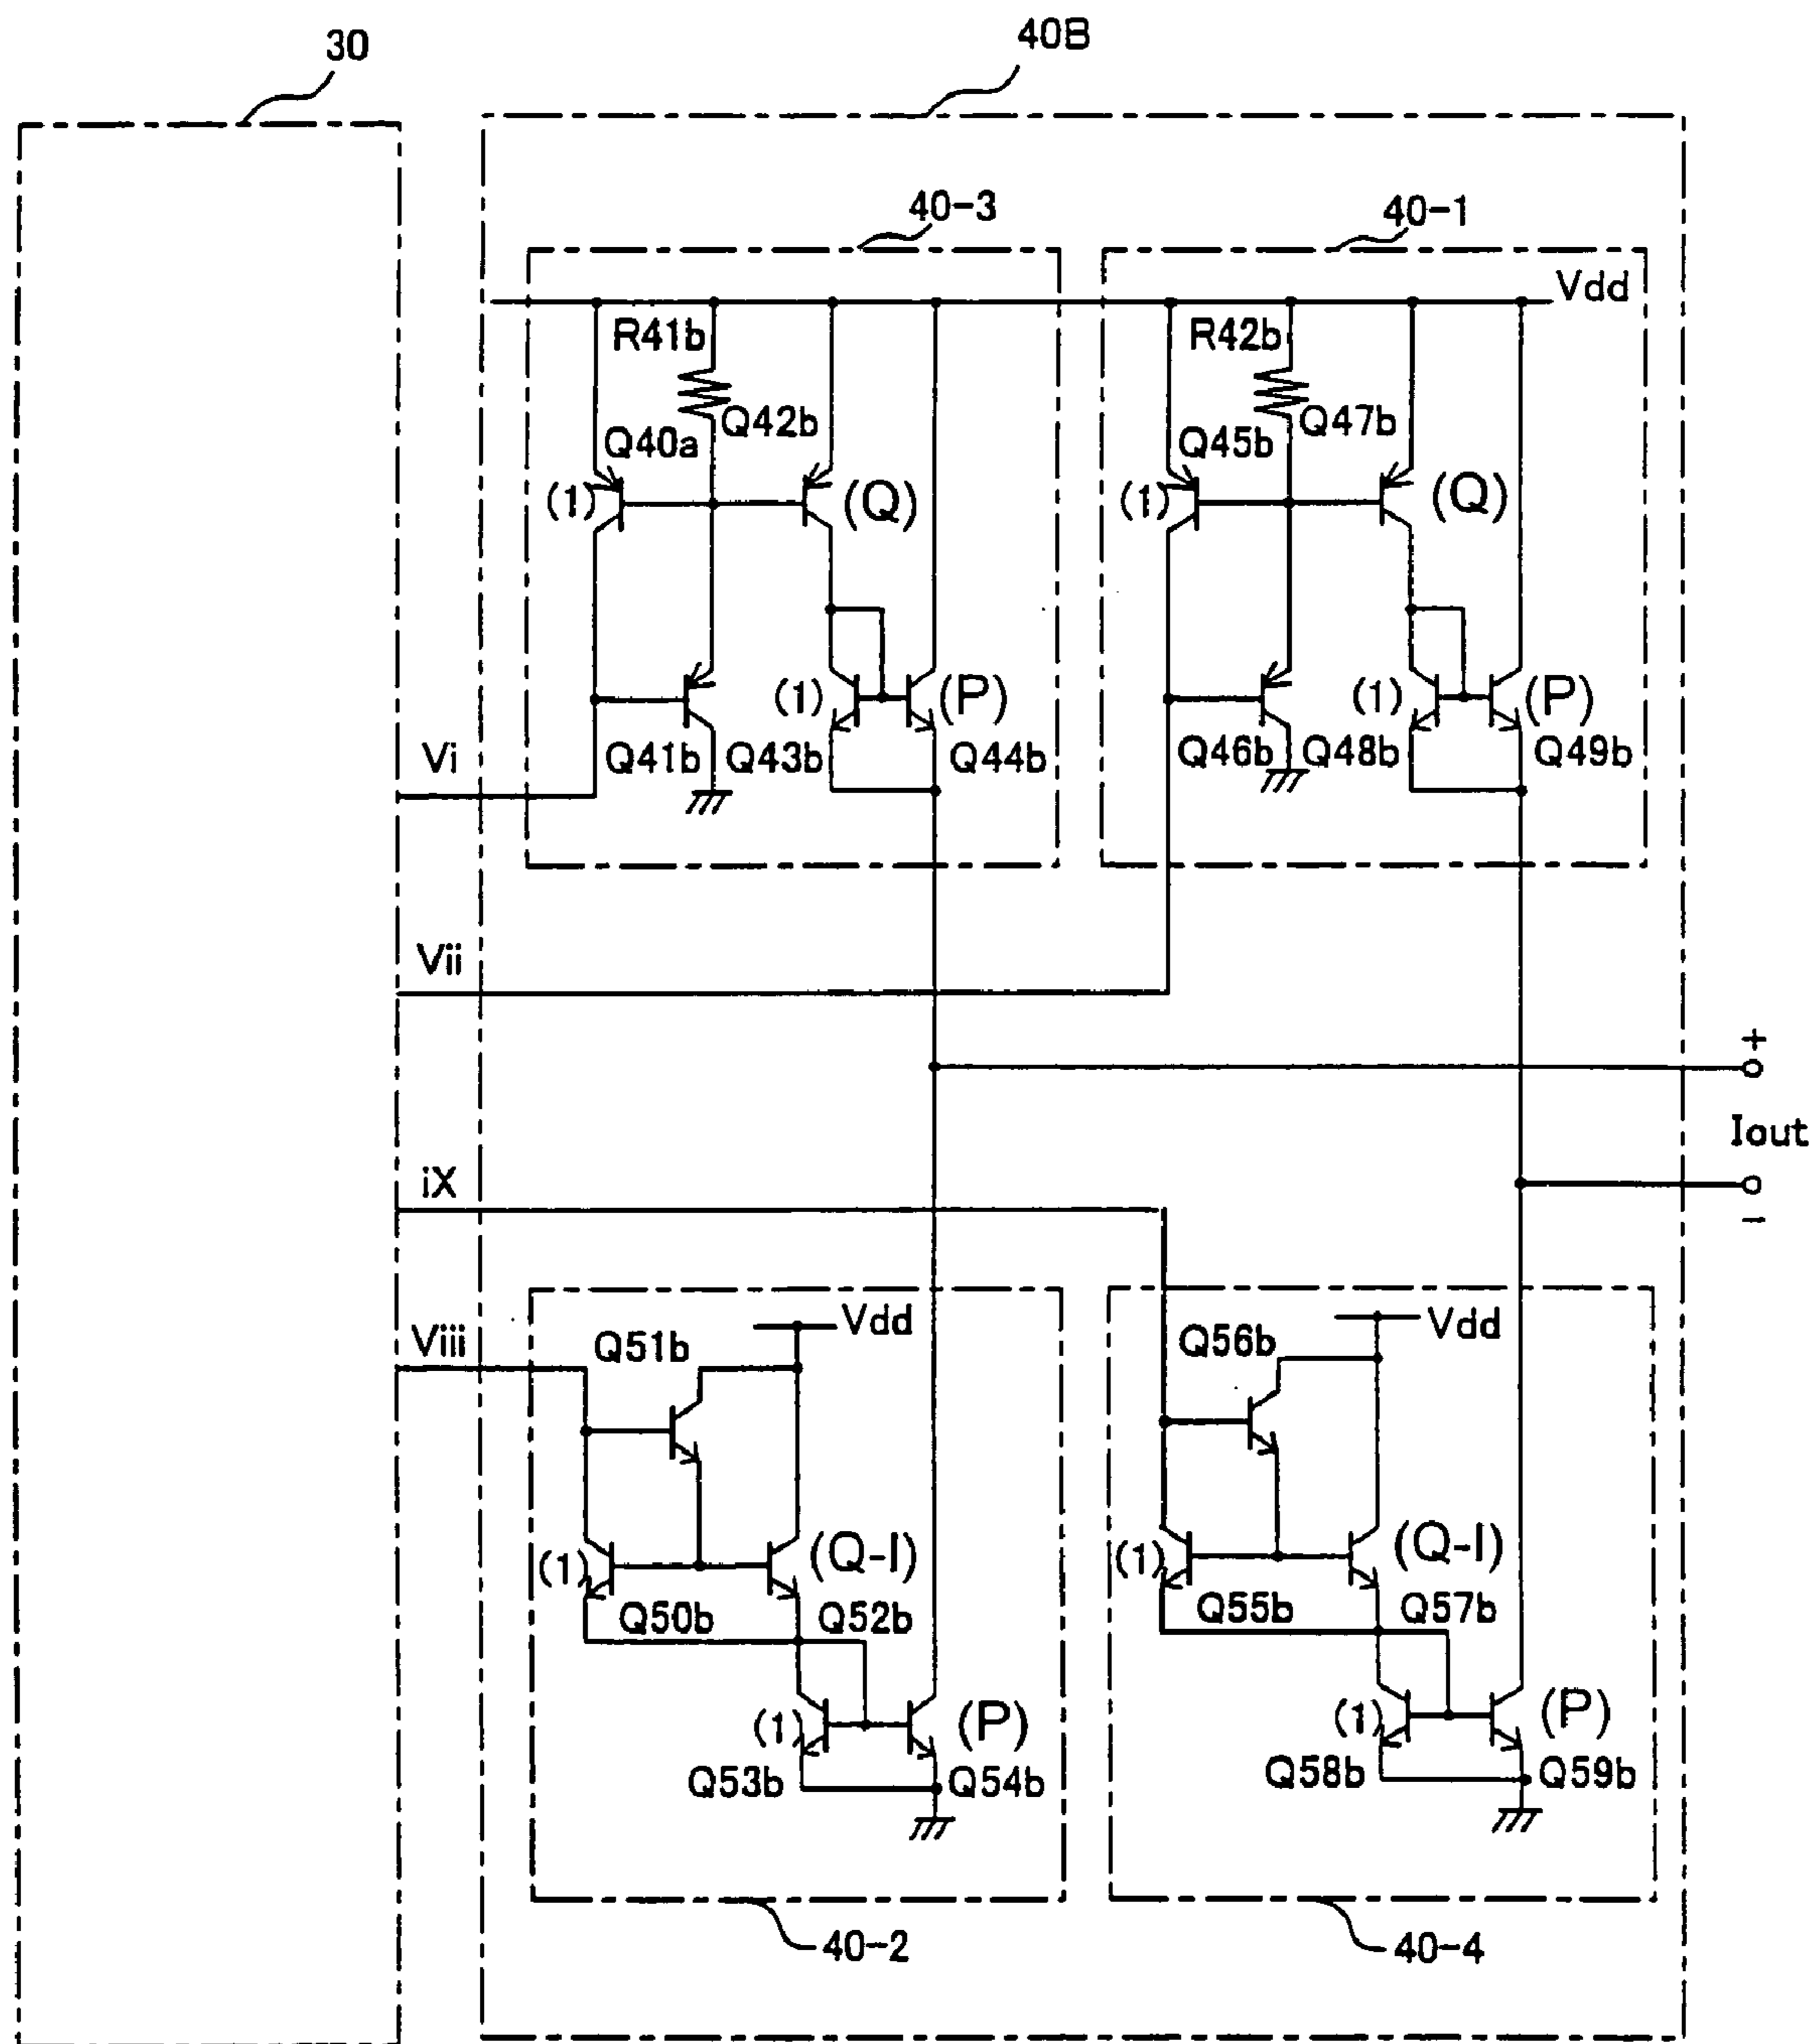 30
40B
40-3
40-1
Vdd
R41b
R42b
Q40a
Q42b
Q45b
Q47b
(1)
(Q)
(1)
(Q)
(1)
(P)
(1)
(P)
Vi
Q41b
Q43b
Q44b
Q46b
Q48b
Q49b
Vii
+
Iout
iX
-
Vdd
Vdd
Viii
Q51b
Q56b
(1)
(Q-I)
(1)
(Q-I)
Q50b
Q52b
Q55b
Q57b
(1)
(P)
(1)
(P)
Q53b
Q54b
Q58b
Q59b
40-2
40-4